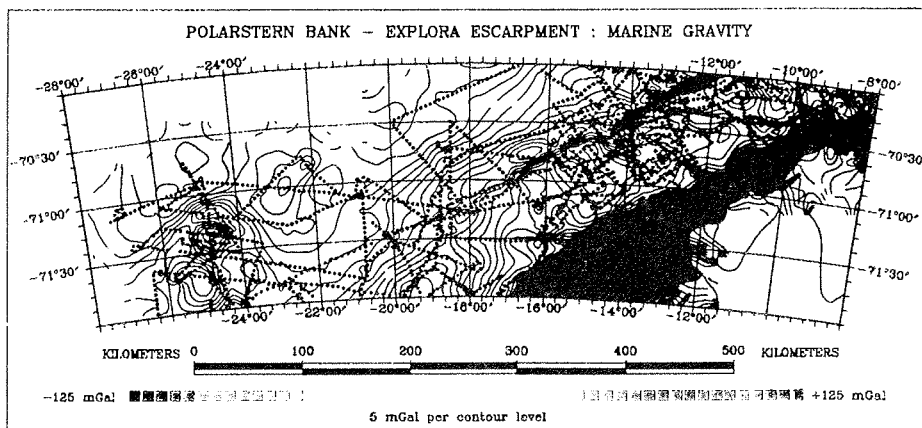 POLARSTERN BANK - EXPLORA ESCARPMENT : MARINE GRAVITY
-28°00' -26°00' -24°00' -12°00' -10°00' -8°00'
-70°30' -70°30
-71°00' -71°00'
-71°30' -71°30'
-24°00' -22°00' -20°00' -18°00' -16°00' -14°00' -12°00'
KILOMETERS 0 100 200 300 400 500 KILOMETERS
-125 mGal +125 mGal
5 mGal per contour level